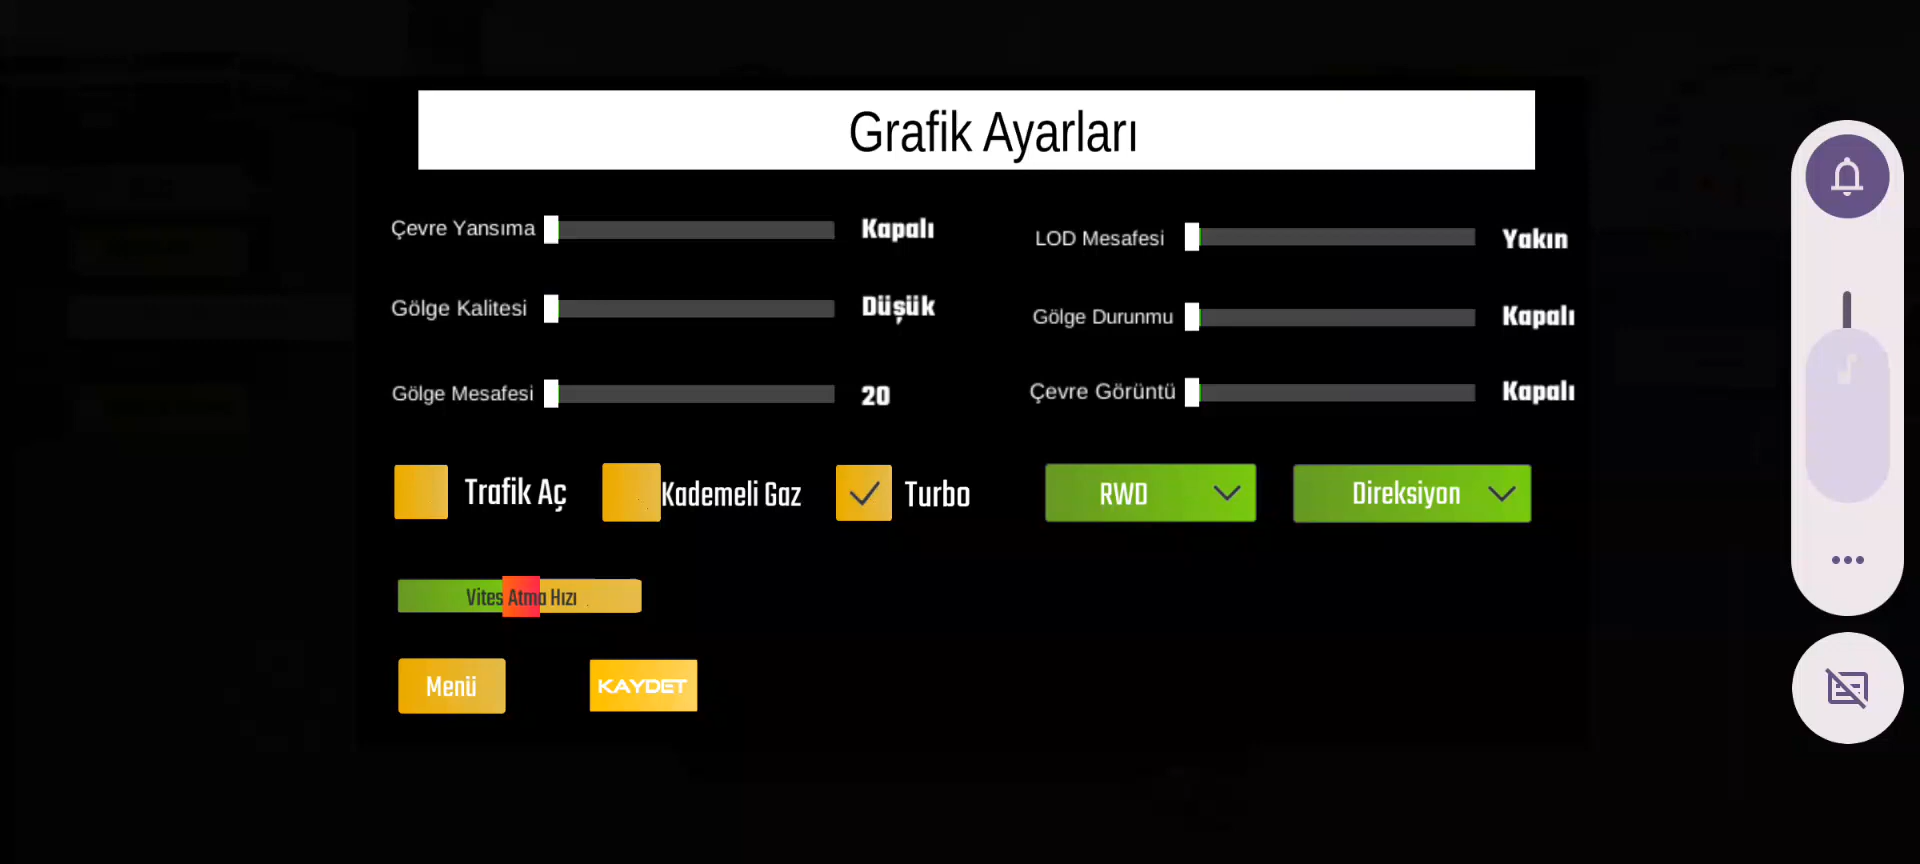 Grafik Ayarları
Çevre Yansıma Kapalı
LOD Mesafesi Yakın
Gölge Kalitesi Düşük
Gölge Durunmu Kapalı
Gölge Mesafesi 20
Çevre Görüntü Kapalı
Trafik Aç Kademeli Gaz Turbo RWD Direksiyon
Vites Atma Hızı
Menü KAYDET